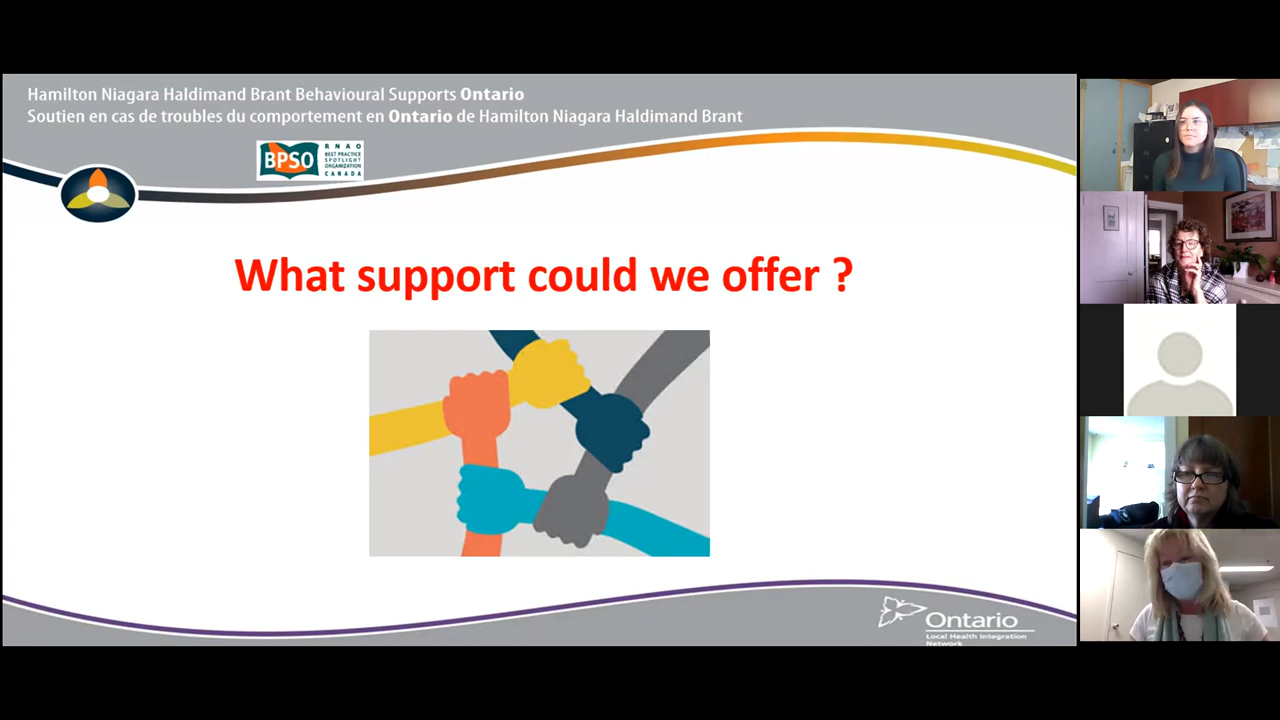 Hamilton Niagara Haldimand Brant Behavioural Supports Ontario
Soutien en cas de troubles du comportement en Ontario de Hamilton Niagara Haldimand Brant
BPSO
RNAO
BEST PRACTICE
SPOTLIGHT
ORGANIZATION
CANADA
What support could we offer ?
Ontario
Local Health Integration
Network